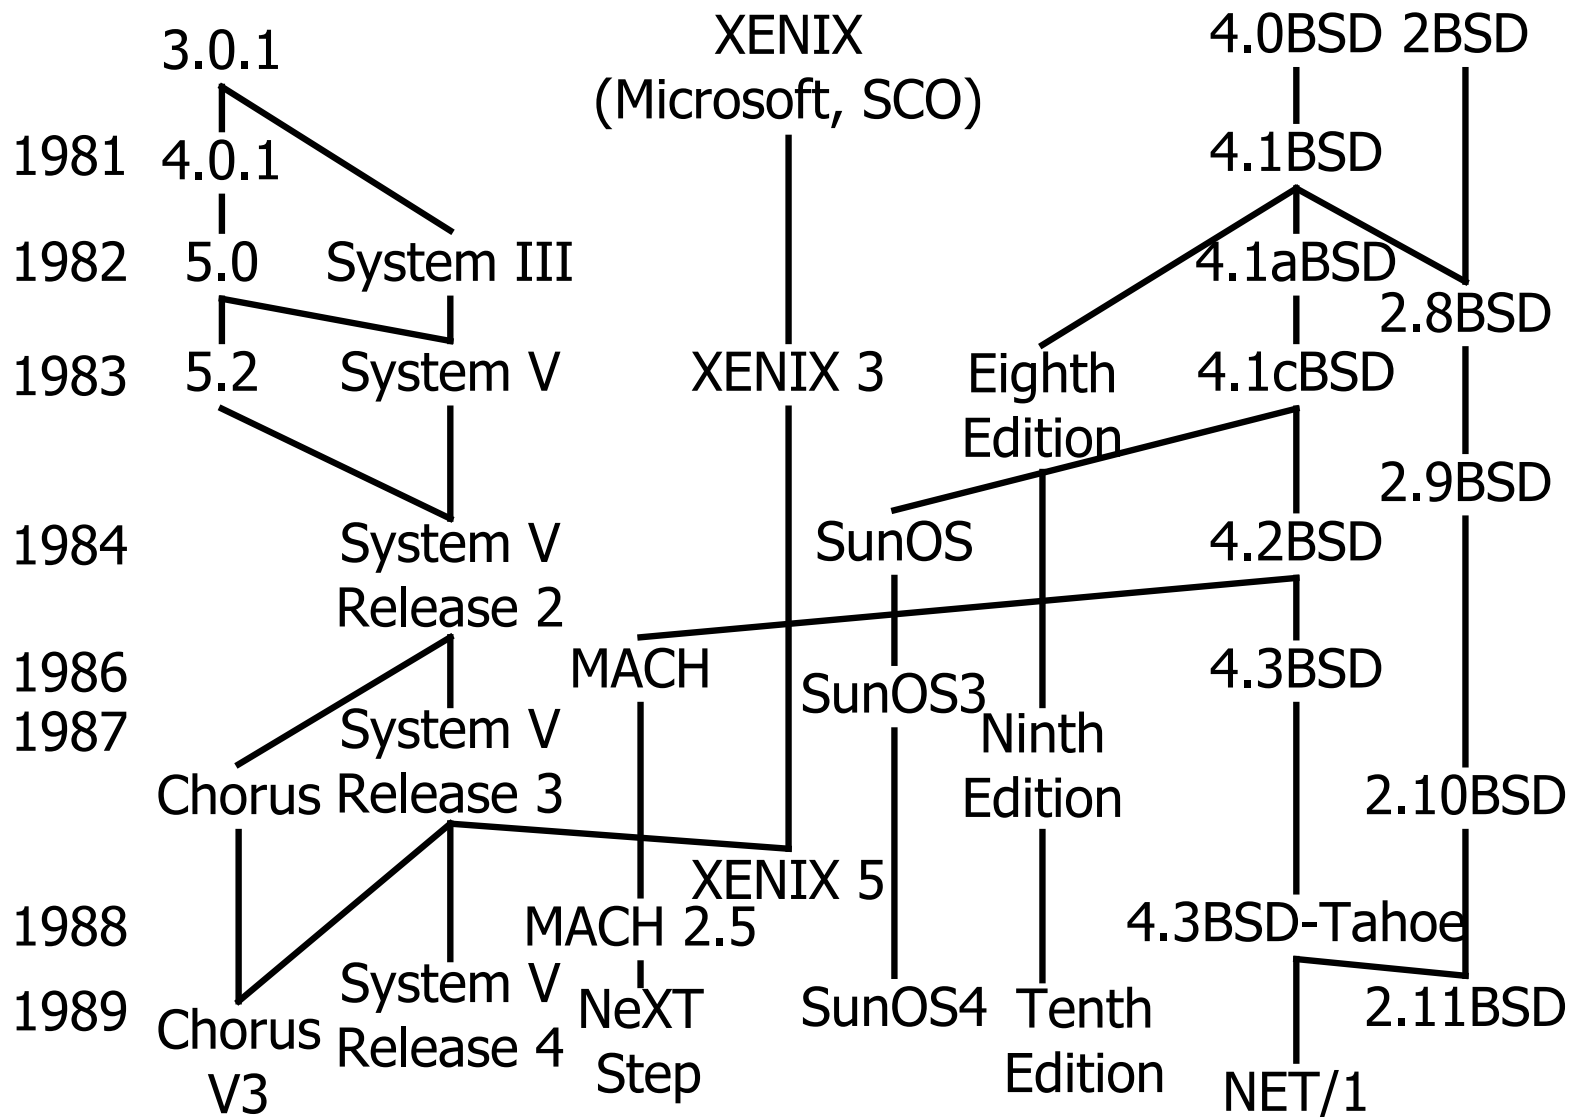 3.0.1
XENIX
(Microsoft, SCO)
4.0BSD 2BSD
1981 4.0.1
4.1BSD
1982 5.0 System III
4.1aBSD
2.8BSD
1983 5.2 System V
XENIX 3
Eighth
Edition
4.1cBSD
2.9BSD
1984
System V
Release 2
SunOS
4.2BSD
1986
MACH
SunOS3
4.3BSD
1987
System V
Release 3
Ninth
Edition
Chorus
2.10BSD
XENIX 5
1988
MACH 2.5
4.3BSD-Tahoe
1989
Chorus
V3
System V
Release 4
NeXT
Step
SunOS4
Tenth
Edition
2.11BSD
NET/1